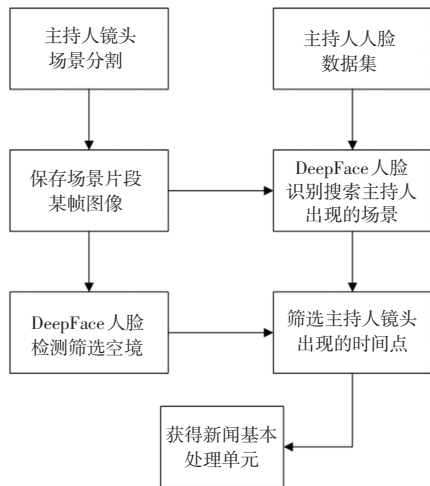 主持人镜头
场景分割
主持人人脸
数据集
保存场景片段
某帧图像
DeepFace人脸
识别搜索主持人
出现的场景
DeepFace人脸
检测筛选空境
筛选主持人镜头
出现的时间点
获得新闻基本
处理单元